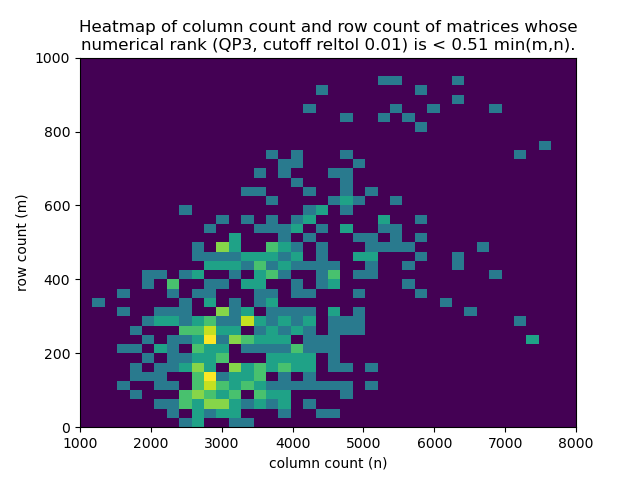 Heatmap of column count and row count of matrices whose
numerical rank (QP3, cutoff reltol 0.01) is < 0.51 min(m,n).
1000
800
600
400
200
0
row count (m)
1000 2000 3000 4000 5000 6000 7000 8000
column count (n)